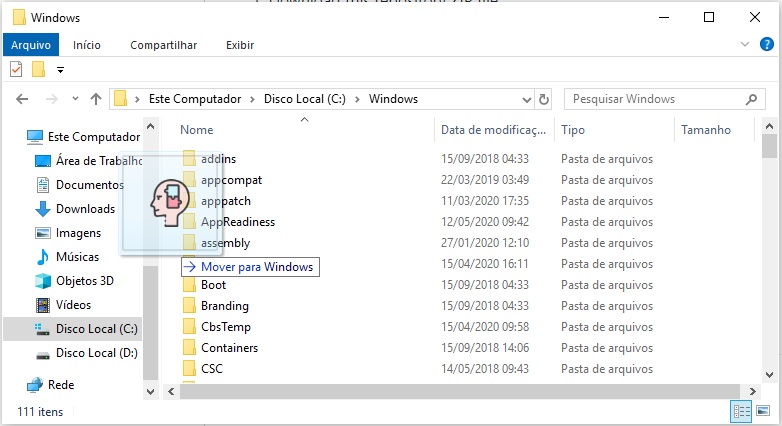 Windows
Arquivo Início Compartilhar Exibir
Este Computador Disco Local (C:) Windows Pesquisar Windows
Nome Data de modificaç... Tipo Tamanho
Este Computador
Área de Trabalho
Documentos
Downloads
Imagens
Músicas
Objetos 3D
Vídeos
Disco Local (C:)
Disco Local (D:)
Rede
addins 15/09/2018 04:33 Pasta de arquivos
appcompat 22/03/2019 03:49 Pasta de arquivos
apppatch 11/03/2020 17:35 Pasta de arquivos
AppReadiness 12/05/2020 09:42 Pasta de arquivos
assembly 27/01/2020 12:10 Pasta de arquivos
Mover para Windows 15/04/2020 16:11 Pasta de arquivos
Boot 15/09/2018 04:33 Pasta de arquivos
Branding 15/09/2018 04:33 Pasta de arquivos
CbsTemp 15/04/2020 09:58 Pasta de arquivos
Containers 15/09/2018 14:06 Pasta de arquivos
CSC 14/05/2018 09:43 Pasta de arquivos
111 itens